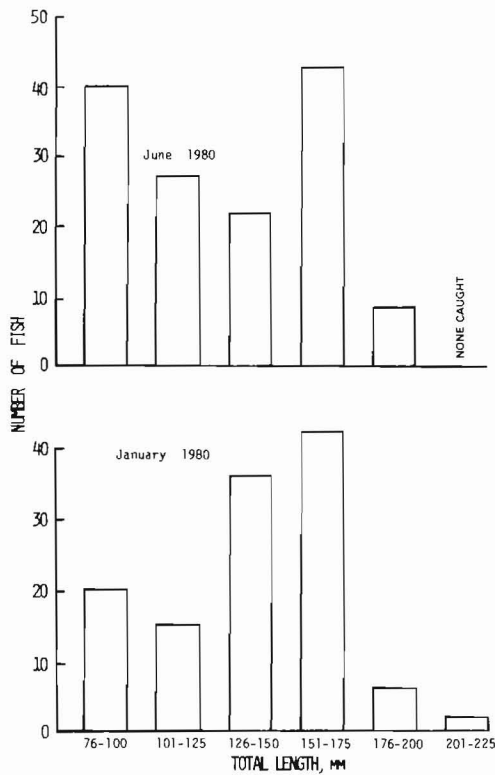 50
40
30
20
10
0
June 1980
NONE CAUGHT
NUMBER OF FISH
40
30
20
10
0
January 1980
76-100 101-125 126-150 151-175 176-200 201-225
TOTAL LENGTH, MM